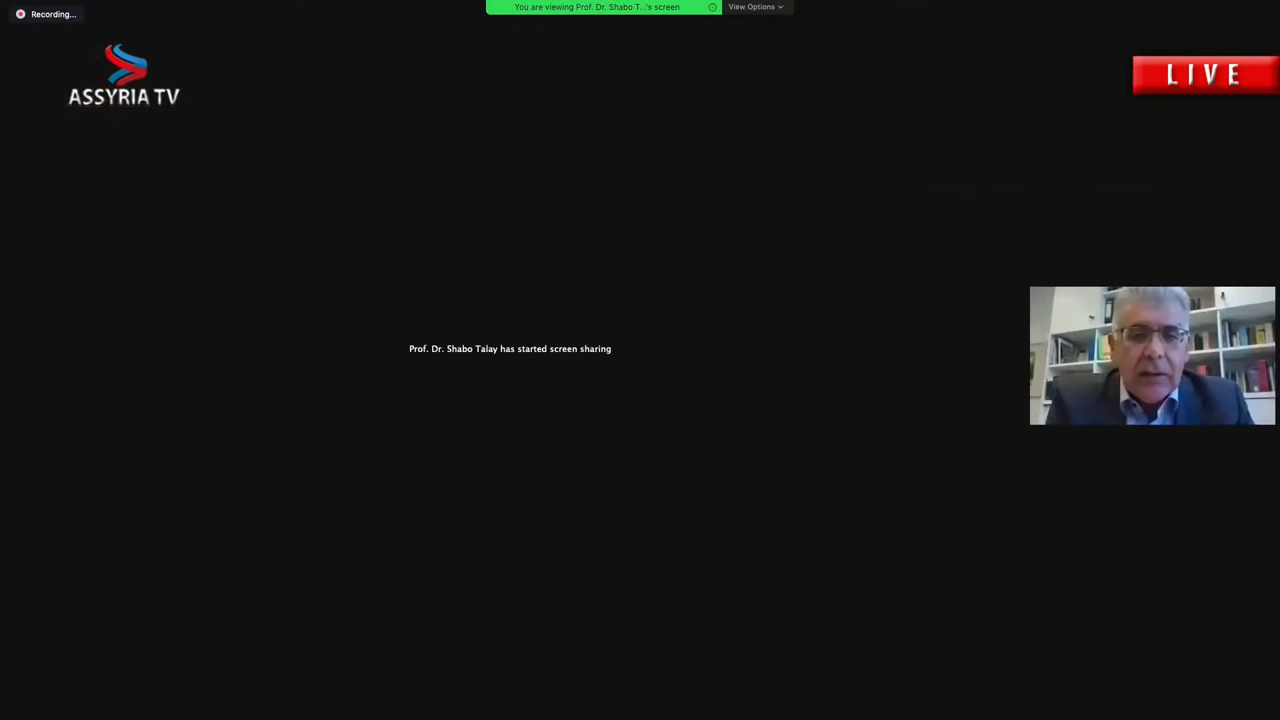 Recording...
You are viewing Prof. Dr. Shabo T...'s screen
View Options
ASSYRIA TV
LIVE
Prof. Dr. Shabo Talay has started screen sharing